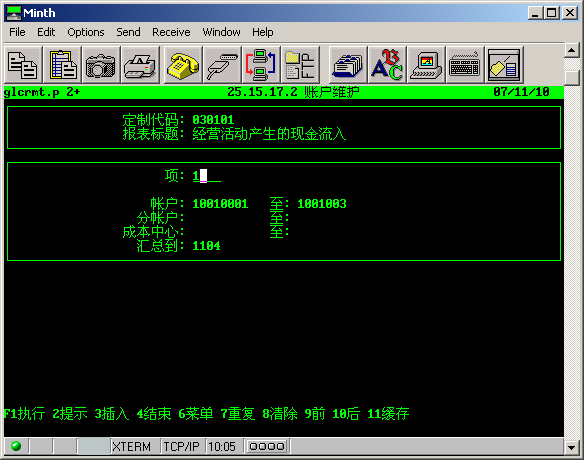 Minth
File Edit Options Send Receive Window Help
glcrmt.p 2+ 25.15.17.2 账户维护 07/11/10
定制代码: 030101
报表标题: 经营活动产生的现金流入
项: 1
帐户: 10010001 至: 1001003
分帐户: 至:
成本中心: 至:
汇总到: 1104
F1执行 2提示 3插入 4结束 6菜单 7重复 8清除 9前 10后 11缓存
XTERM TCP/IP 10:05